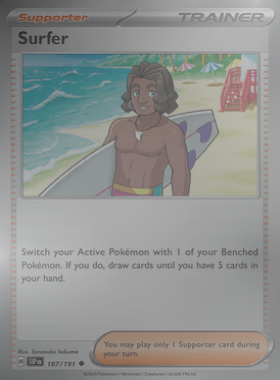 Supporter
TRAINER
Surfer
Switch your Active Pokémon with 1 of your Benched
Pokémon. If you do, draw cards until you have 5 cards in
your hand.
You may play only 1 Supporter card during
your turn.
Illus. Sanosuke Sakuma
187/191
©2024 Pokémon / Nintendo / Creatures / GAME FREAK